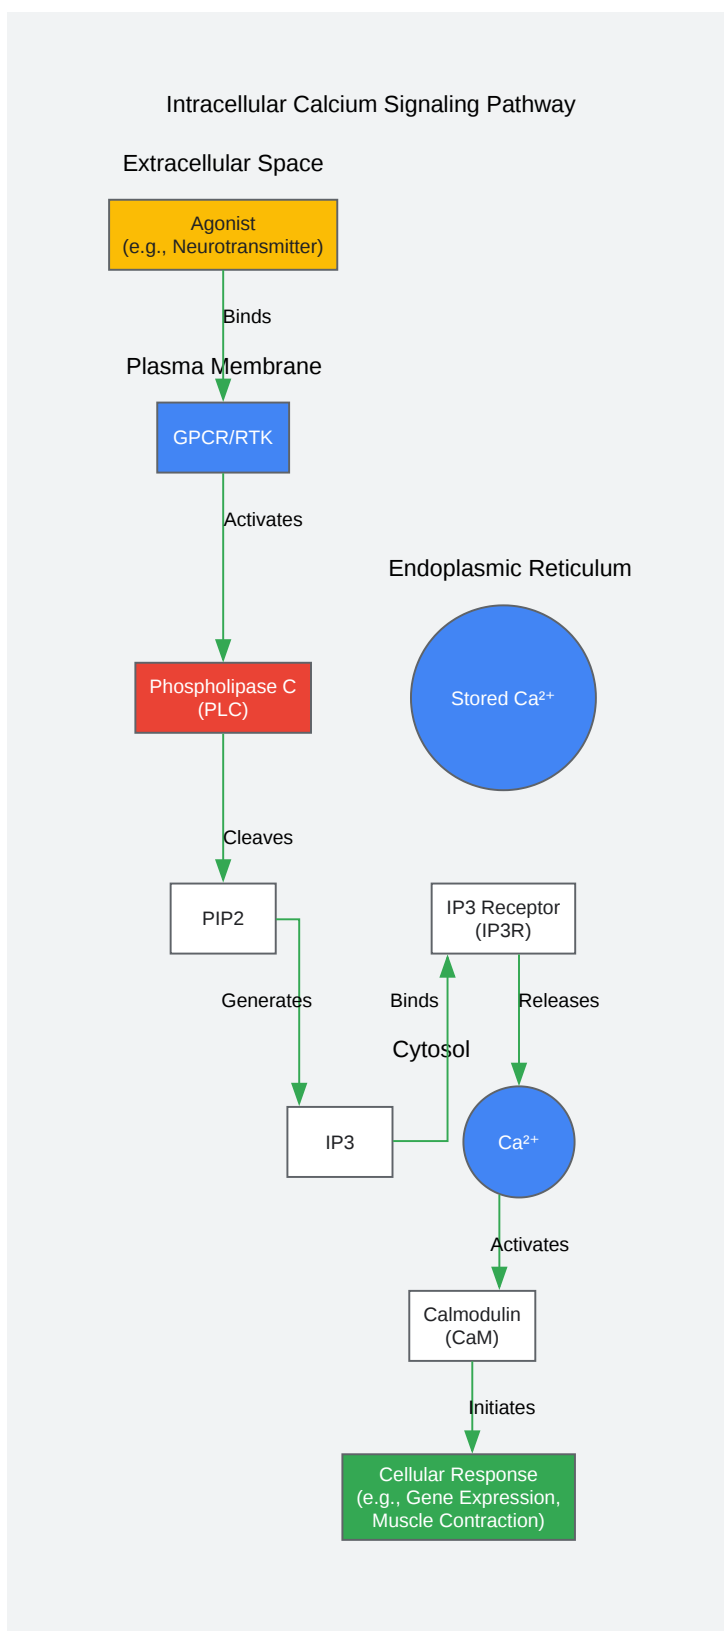 Intracellular Calcium Signaling Pathway
Extracellular Space
Agonist
(e.g., Neurotransmitter)
Binds
Plasma Membrane
GPCR/RTK
Activates
Endoplasmic Reticulum
Phospholipase C
(PLC)
Stored Ca²⁺
Cleaves
PIP2
IP3 Receptor
(IP3R)
Generates
Binds
Releases
Cytosol
IP3
Ca²⁺
Activates
Calmodulin
(CaM)
Initiates
Cellular Response
(e.g., Gene Expression,
Muscle Contraction)